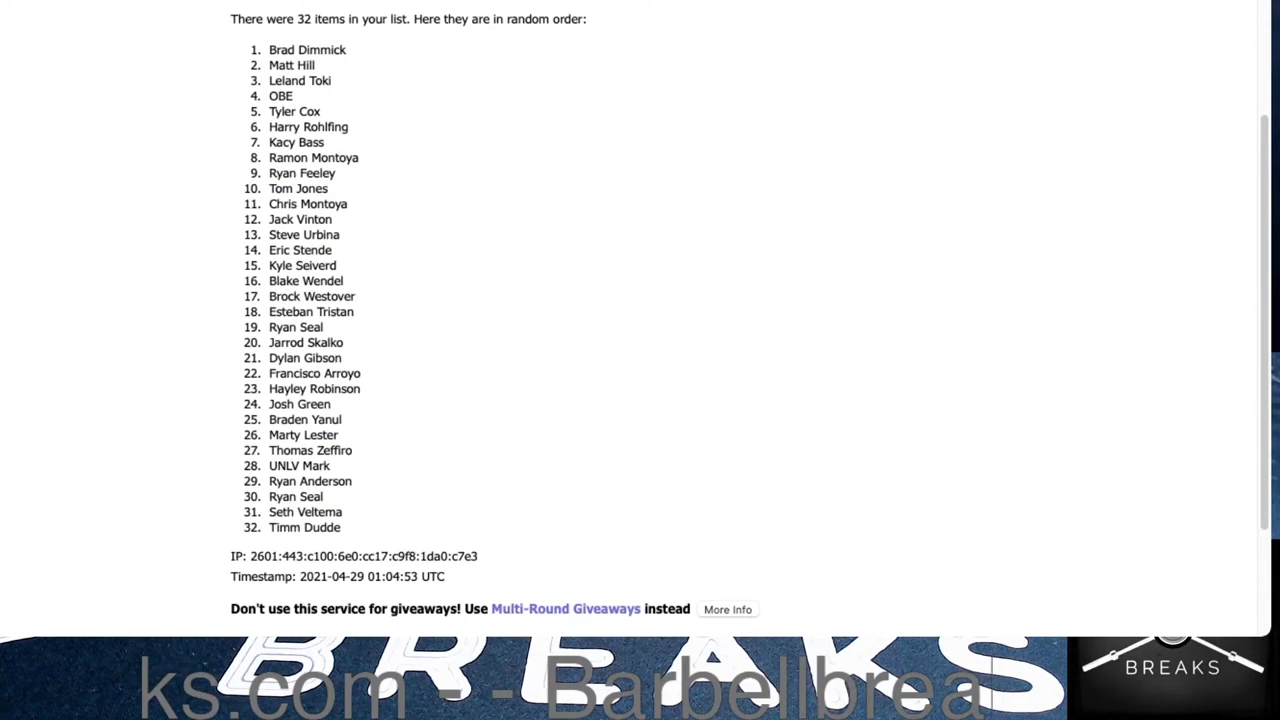 There were 32 items in your list. Here they are in random order:
1. Brad Dimmick
2. Matt Hill
3. Leland Toki
4. OBE
5. Tyler Cox
6. Harry Rohlfing
7. Kacy Bass
8. Ramon Montoya
9. Ryan Feeley
10. Tom Jones
11. Chris Montoya
12. Jack Vinton
13. Steve Urbina
14. Eric Stende
15. Kyle Seiverd
16. Blake Wendel
17. Brock Westover
18. Esteban Tristan
19. Ryan Seal
20. Jarrod Skalko
21. Dylan Gibson
22. Francisco Arroyo
23. Hayley Robinson
24. Josh Green
25. Braden Yanul
26. Marty Lester
27. Thomas Zeffiro
28. UNLV Mark
29. Ryan Anderson
30. Ryan Seal
31. Seth Veltema
32. Timm Dudde
IP: 2601:443:c100:6e0:cc17:c9f8:1da0:c7e3
Timestamp: 2021-04-29 01:04:53 UTC
Don't use this service for giveaways! Use Multi-Round Giveaways instead More Info
BREAKS
BREAKS
ks.com - - Barbellbrea